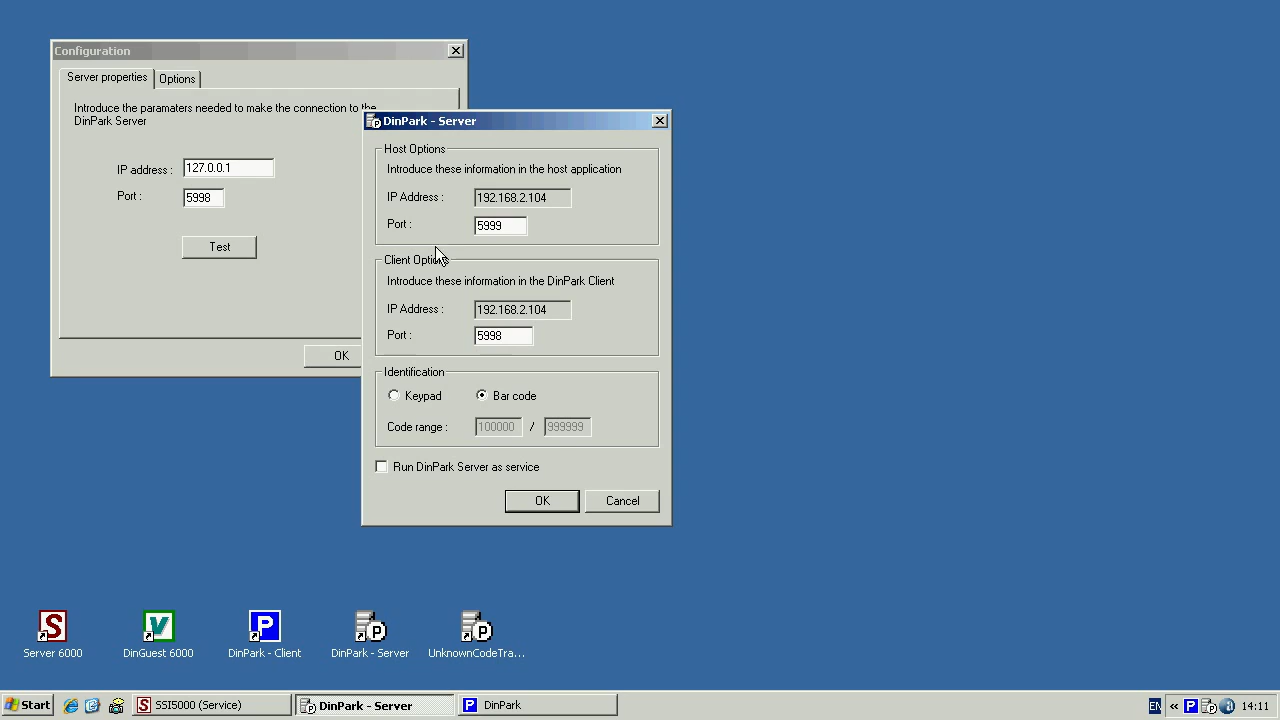 Configuration
Server properties
Options
Introduce the paramaters needed to make the connection to the
DinPark Server
IP address :
127.0.0.1
Port :
5998
Test
OK
DinPark - Server
Host Options
Introduce these information in the host application
IP Address :
192.168.2.104
Port :
5999
Client Options
Introduce these information in the DinPark Client
IP Address :
192.168.2.104
Port :
5998
Identification
Keypad
Bar code
Code range :
100000
/
999999
Run DinPark Server as service
OK
Cancel
S
V
P
P
P
Server 6000
DinGuest 6000
DinPark - Client
DinPark - Server
UnknownCodeTra...
Start
S
SSI5000 (Service)
DinPark - Server
P
DinPark
EN
«
P
14:11